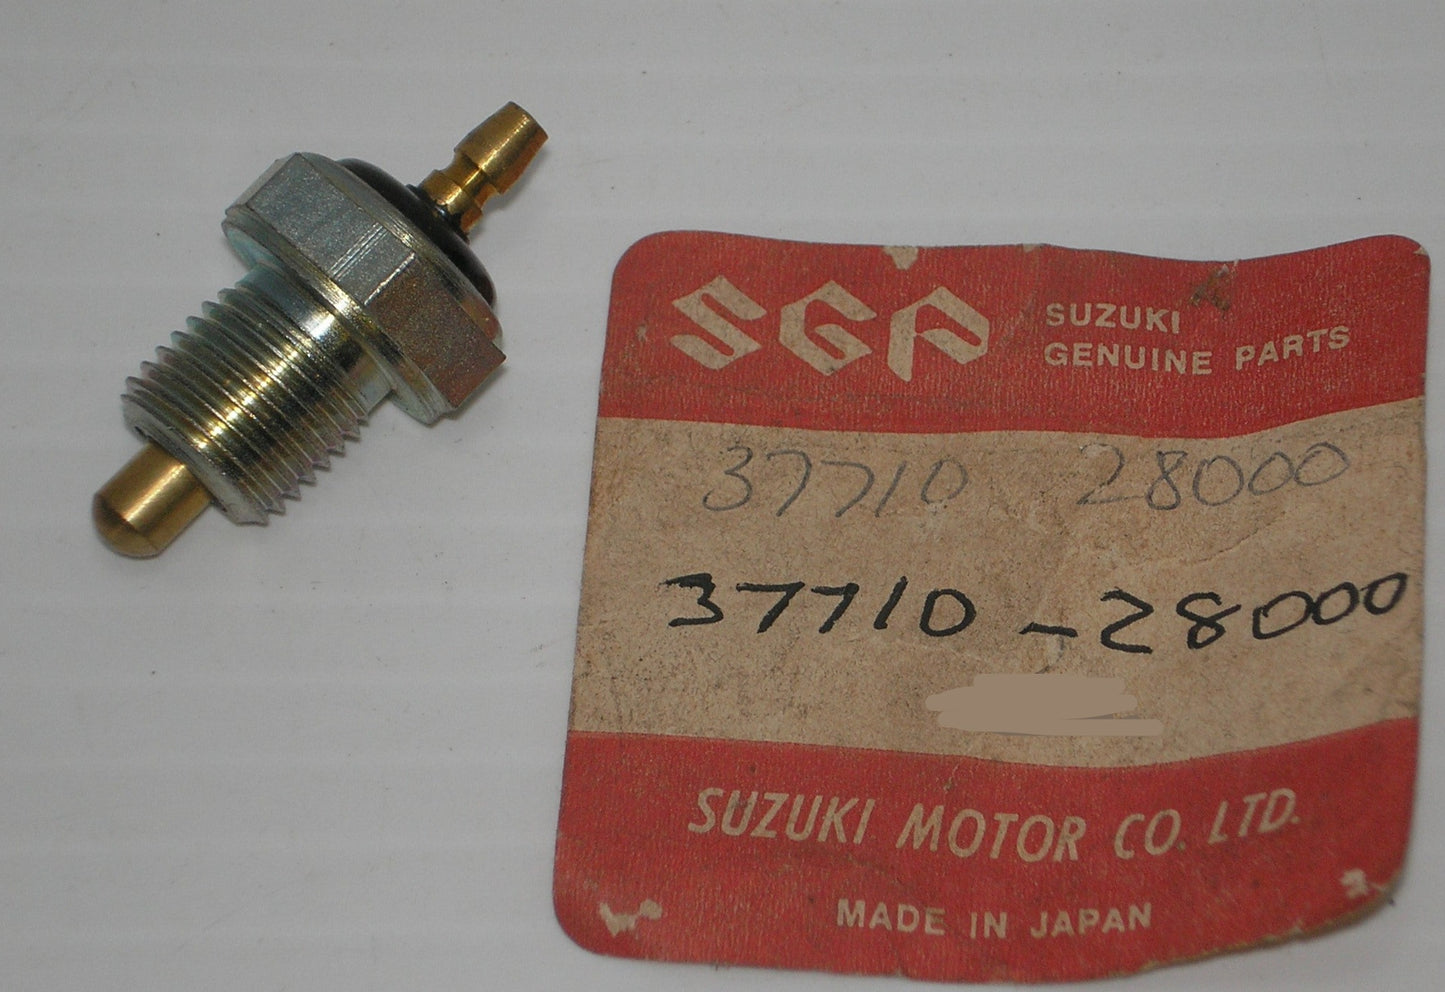 SGP SUZUKI
GENUINE PARTS
37710 28000
37710-28000
SUZUKI MOTOR CO. LTD.
MADE IN JAPAN